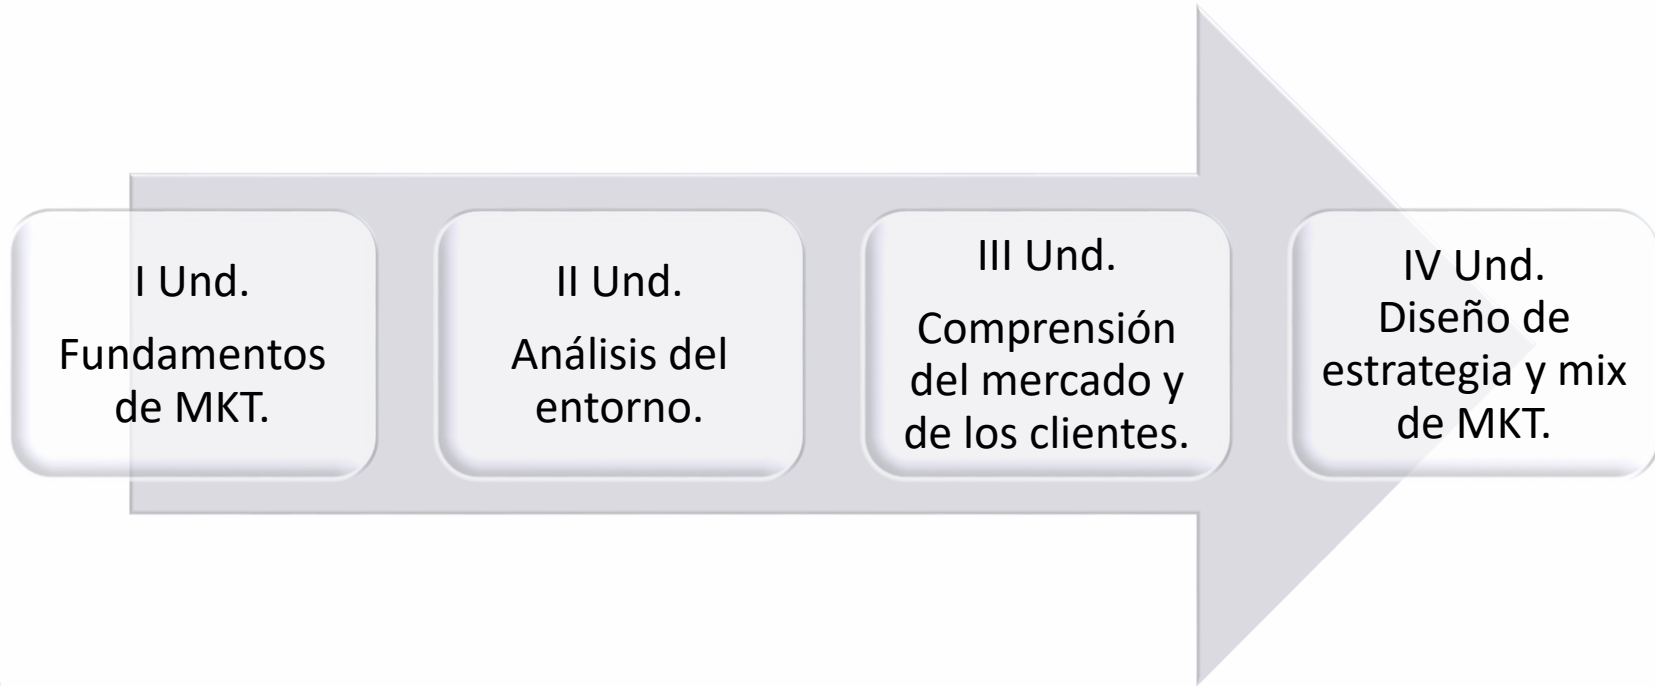 I Und.
Fundamentos
de MKT.
II Und.
Análisis del
entorno.
III Und.
Comprensión
del mercado y
de los clientes.
IV Und.
Diseño de
estrategia y mix
de MKT.